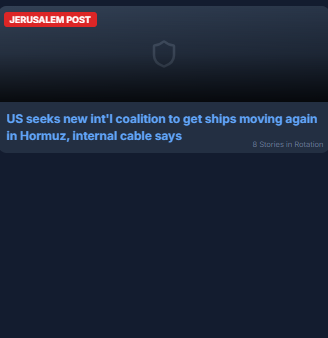 JERUSALEM POST
US seeks new int'l coalition to get ships moving again
in Hormuz, internal cable says
8 Stories in Rotation